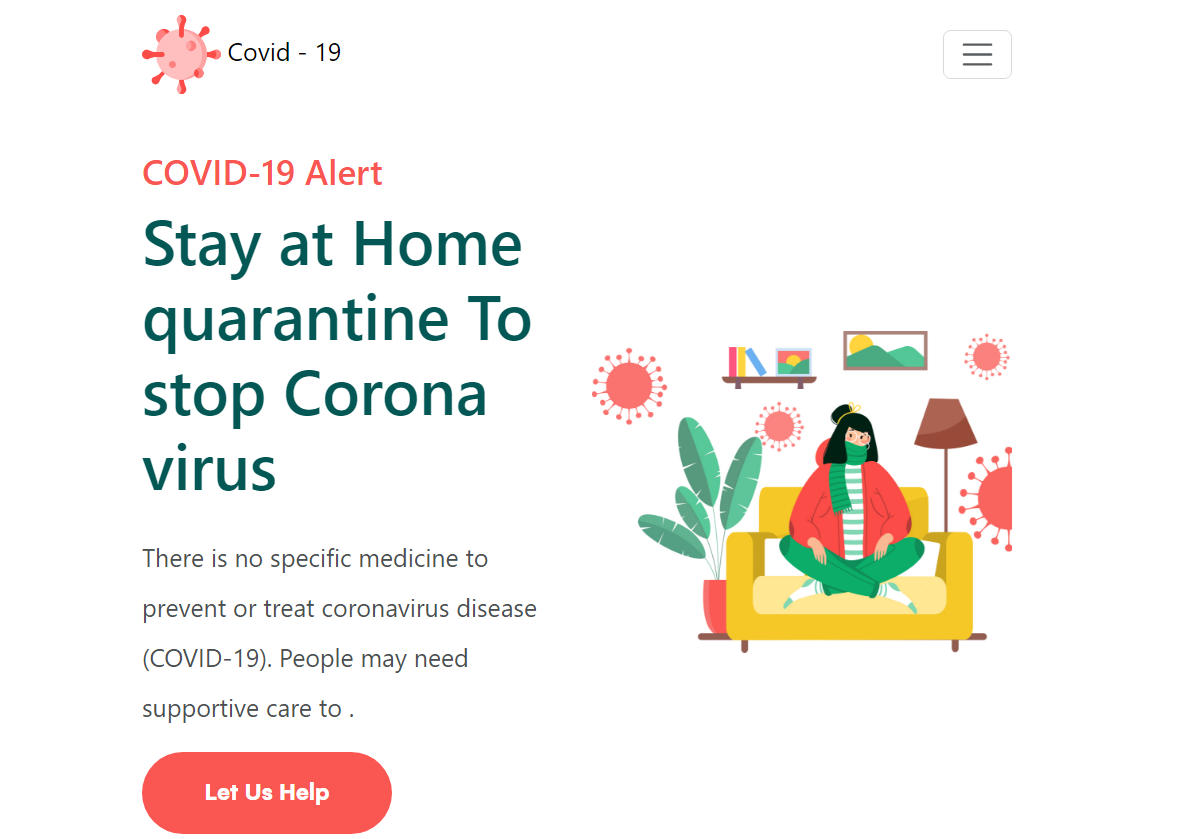 Covid - 19
COVID-19 Alert
Stay at Home
quarantine To
stop Corona
virus
There is no specific medicine to
prevent or treat coronavirus disease
(COVID-19). People may need
supportive care to .
Let Us Help